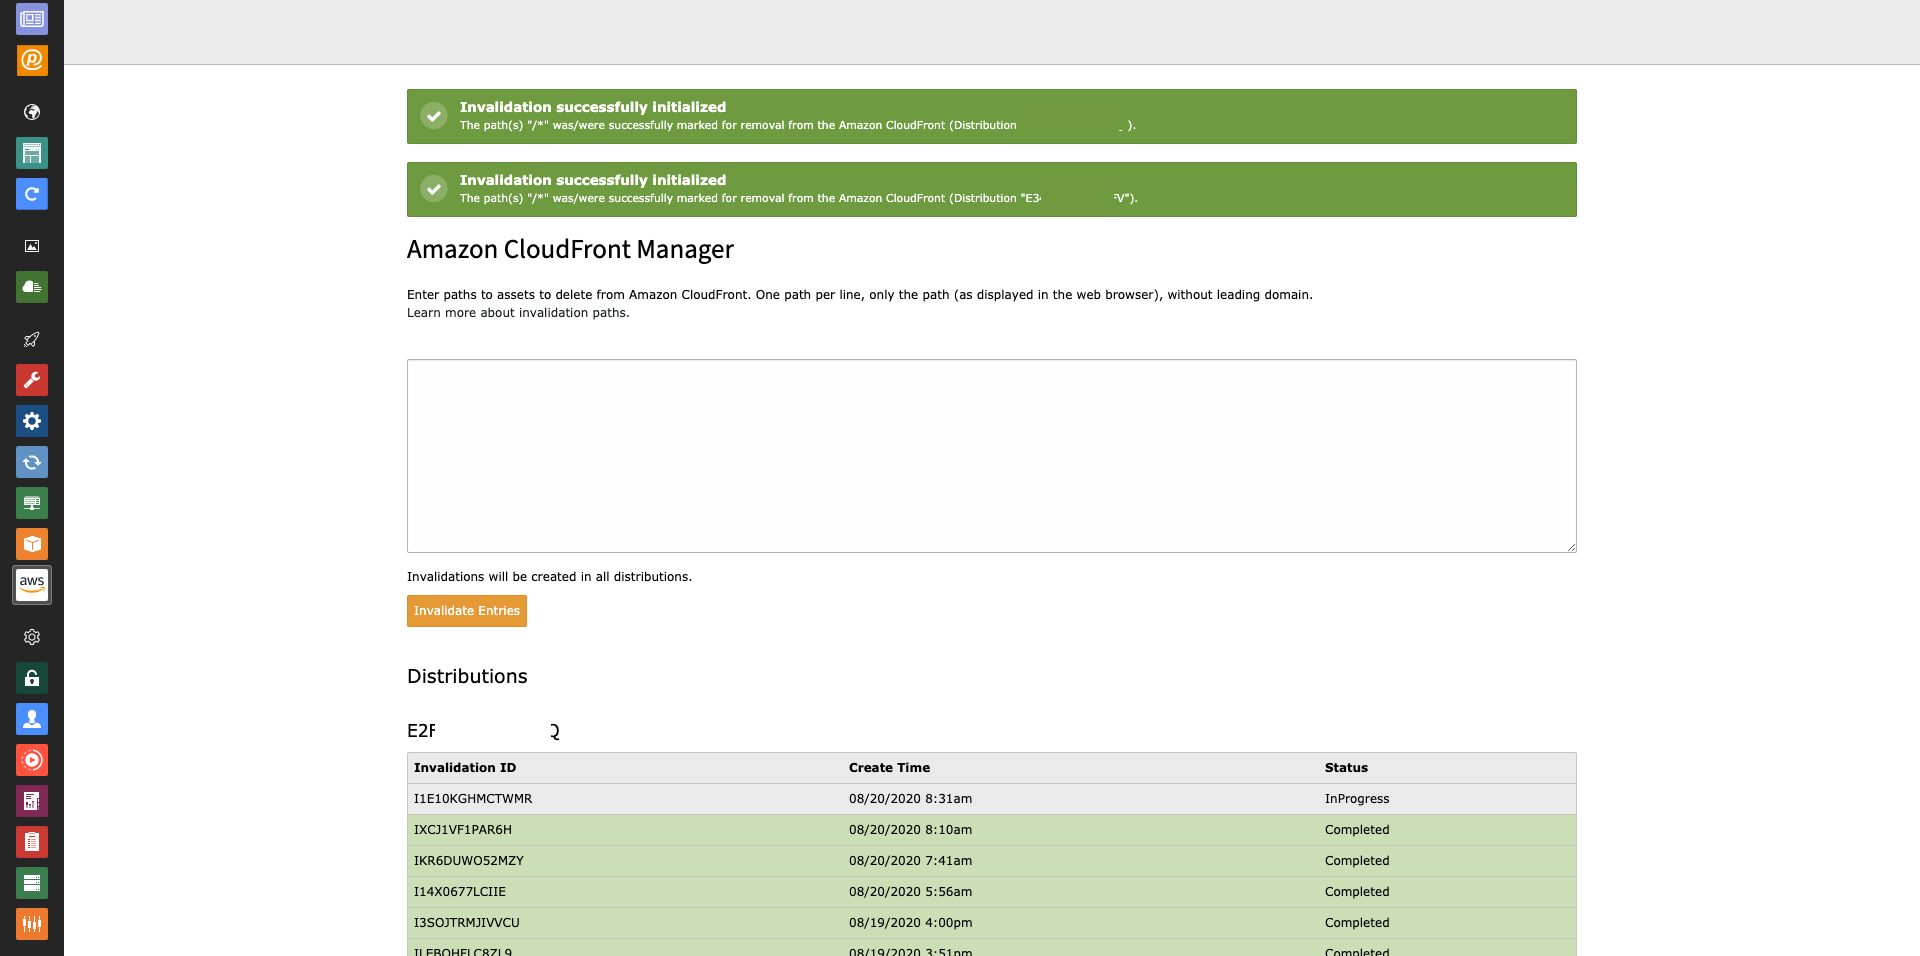 Invalidation successfully initialized
The path(s) "/*" was/were successfully marked for removal from the Amazon CloudFront (Distribution ).
Invalidation successfully initialized
The path(s) "/*" was/were successfully marked for removal from the Amazon CloudFront (Distribution "E3 V").
Amazon CloudFront Manager
Enter paths to assets to delete from Amazon CloudFront. One path per line, only the path (as displayed in the web browser), without leading domain.
Learn more about invalidation paths.
Invalidations will be created in all distributions.
aws
Invalidate Entries
Distributions
E2F Q
Invalidation ID Create Time Status
I1E10KGHMCTWMR 08/20/2020 8:31am InProgress
IXCJ1VF1PAR6H 08/20/2020 8:10am Completed
IKR6DUWO52MZY 08/20/2020 7:41am Completed
I14X0677LCIIE 08/20/2020 5:56am Completed
I3SOJTRMJIVVCU 08/19/2020 4:00pm Completed
08/19/2020 3:51pm Completed